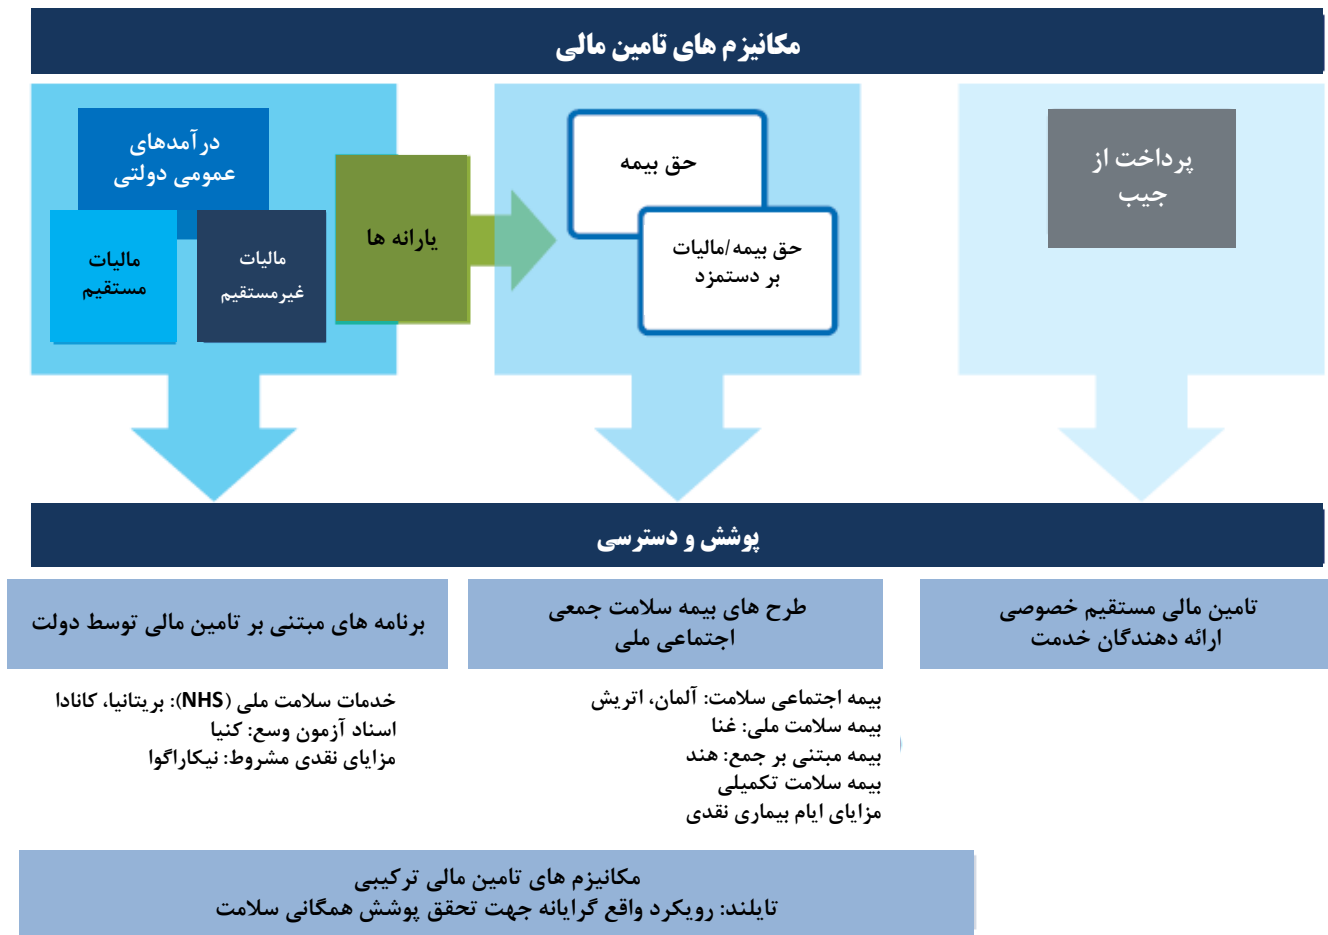 مکانیزم های تامین مالی
پرداخت از
جیب
حق بیمه
حق بیمه/مالیات
بر دستمزد
یارانه ها
درآمدهای
عمومی دولتی
مالیات
غیرمستقیم
مالیات
مستقیم
پوشش و دسترسی
تامین مالی مستقیم خصوصی
ارائه دهندگان خدمت
طرح های بیمه سلامت جمعی
اجتماعی ملی
بیمه اجتماعی سلامت: آلمان، اتریش
بیمه سلامت ملی: غنا
بیمه مبتنی بر جمع: هند
بیمه سلامت تکمیلی
مزایای ایام بیماری نقدی
برنامه های مبتنی بر تامین مالی توسط دولت
خدمات سلامت ملی (NHS): بریتانیا، کانادا
اسناد آزمون وسع: کنیا
مزایای نقدی مشروط: نیکاراگوا
مکانیزم های تامین مالی ترکیبی
تایلند: رویکرد واقع گرایانه جهت تحقق پوشش همگانی سلامت